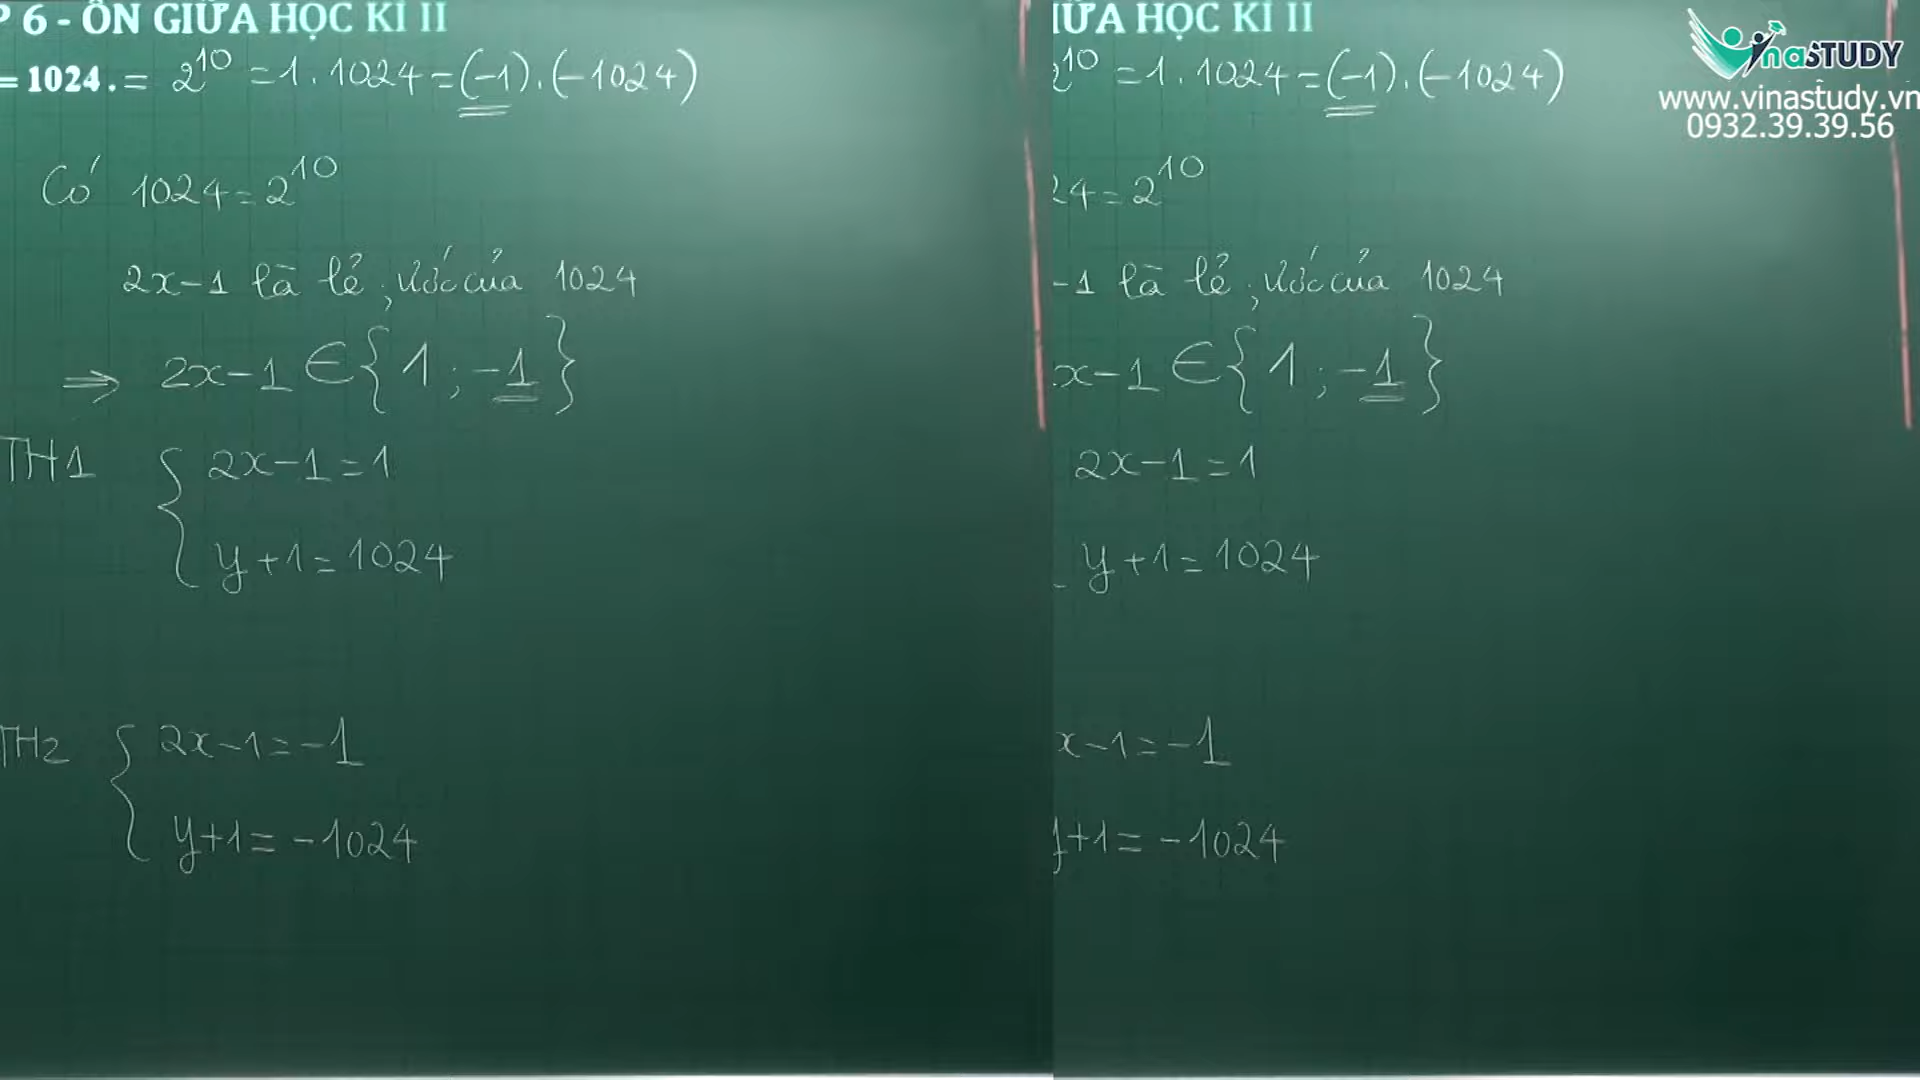 P 6 - ÔN GIỮA HỌC KÌ II
= 1024 . = 2^10 = 1 . 1024 = (-1) . (-1024)
Có 1024 = 2^10
2x-1 là lẻ ; ước của 1024
⇒ 2x-1 ∈ { 1 ; -1 }
TH1 { 2x-1 = 1
y+1 = 1024
TH2 { 2x-1 = -1
y+1 = -1024
IỮA HỌC KÌ II
2^10 = 1 . 1024 = (-1) . (-1024)
24 = 2^10
-1 là lẻ ; ước của 1024
x-1 ∈ { 1 ; -1 }
2x-1 = 1
y+1 = 1024
x-1 = -1
y+1 = -1024
VinaSTUDY
www.vinastudy.vn
0932.39.39.56